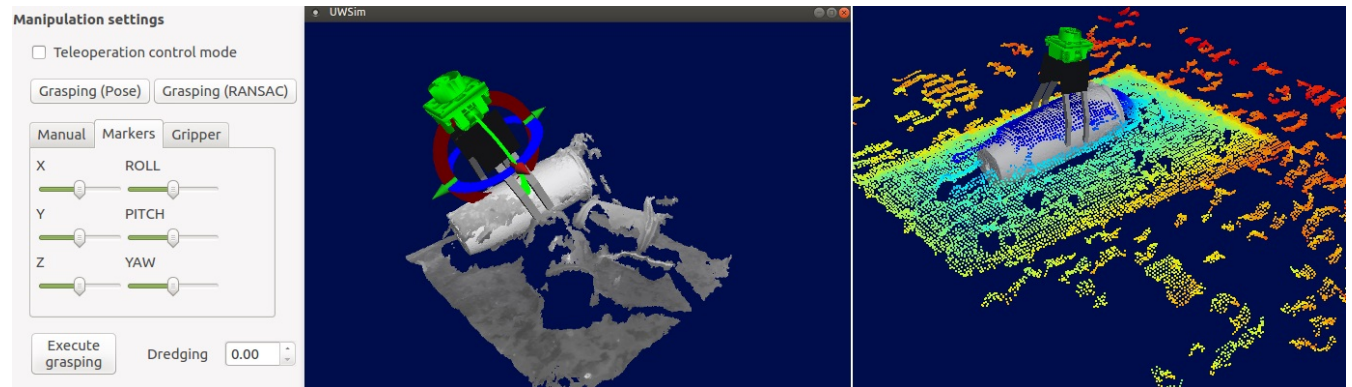 Manipulation settings
Teleoperation control mode
Grasping (Pose) Grasping (RANSAC)
Manual Markers Gripper
X ROLL
Y PITCH
Z YAW
Execute
grasping
Dredging 0.00
UWSim